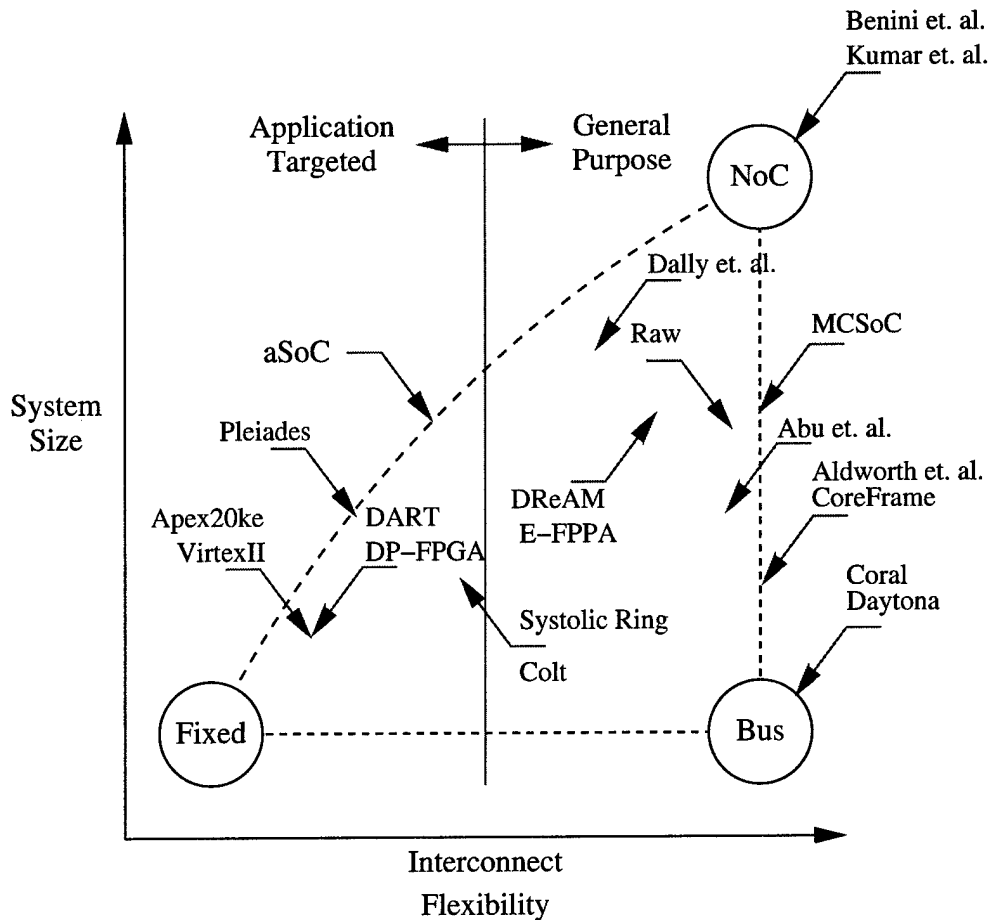 Benini et. al.
Kumar et. al.
Application
Targeted
General
Purpose
NoC
Dally et. al.
Raw
MCSoC
aSoC
System
Size
Pleiades
Abu et. al.
Aldworth et. al.
CoreFrame
DReAM
E−FPPA
Apex20ke
VirtexII
DART
DP−FPGA
Coral
Daytona
Systolic Ring
Colt
Fixed
Bus
Interconnect
Flexibility